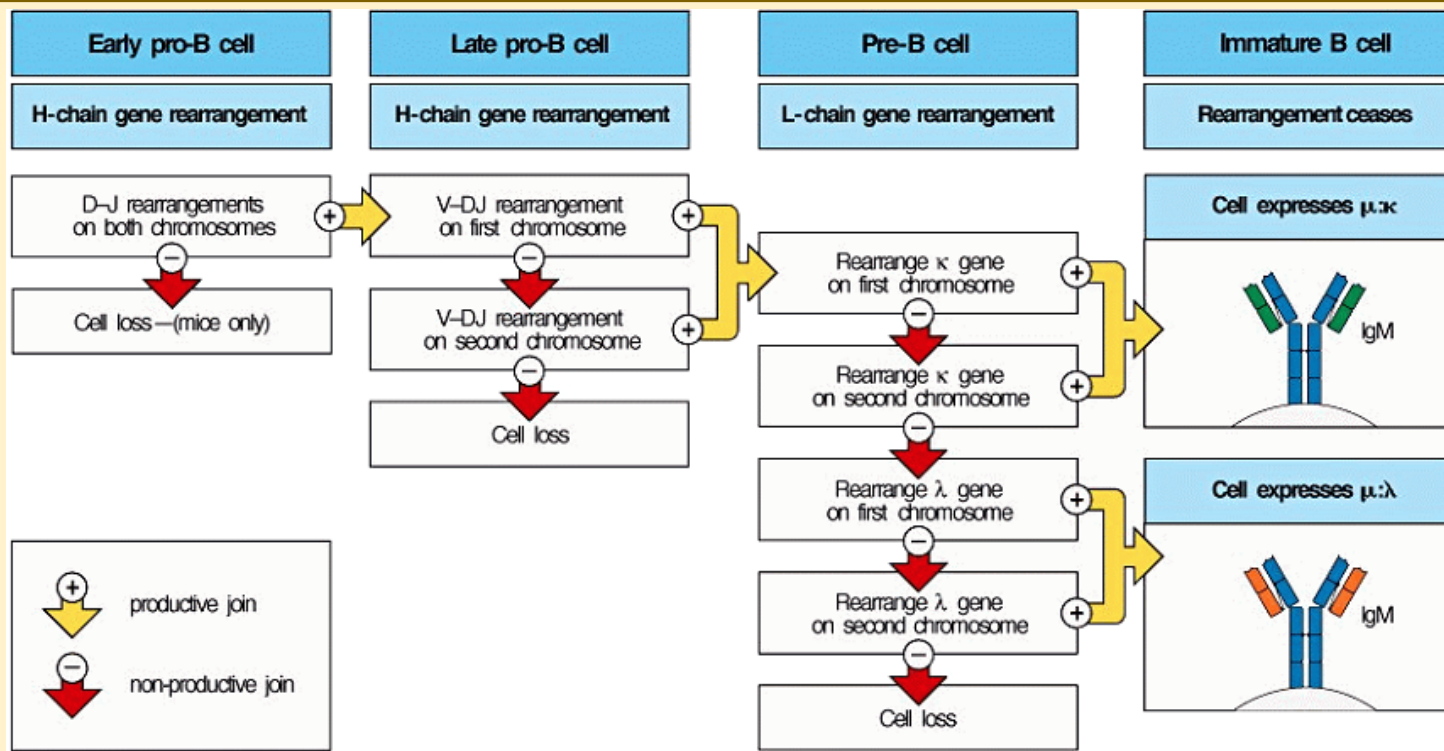 Early pro-B cell
H-chain gene rearrangement
D–J rearrangements
on both chromosomes
+
−
Cell loss—(mice only)
Late pro-B cell
H-chain gene rearrangement
V–DJ rearrangement
on first chromosome
+
−
V–DJ rearrangement
on second chromosome
+
−
Cell loss
Pre-B cell
L-chain gene rearrangement
Rearrange κ gene
on first chromosome
+
−
Rearrange κ gene
on second chromosome
+
−
Rearrange λ gene
on first chromosome
+
−
Rearrange λ gene
on second chromosome
+
−
Cell loss
Immature B cell
Rearrangement ceases
Cell expresses μ:κ
IgM
Cell expresses μ:λ
IgM
+
productive join
−
non-productive join